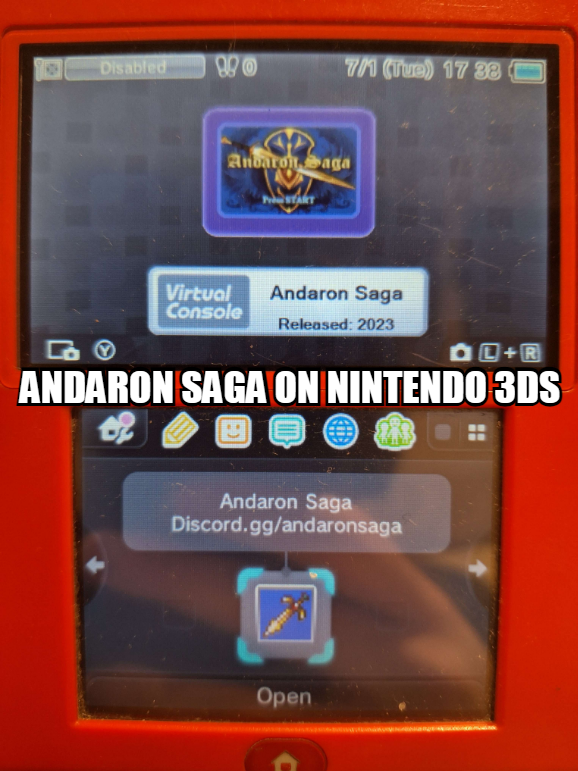 Disabled 0 7/1 (Tue) 17 38
Andaron Saga
Press START
Virtual Console
Andaron Saga
Released: 2023
Y L + R
ANDARON SAGA ON NINTENDO 3DS
Andaron Saga
Discord.gg/andaronsaga
Open